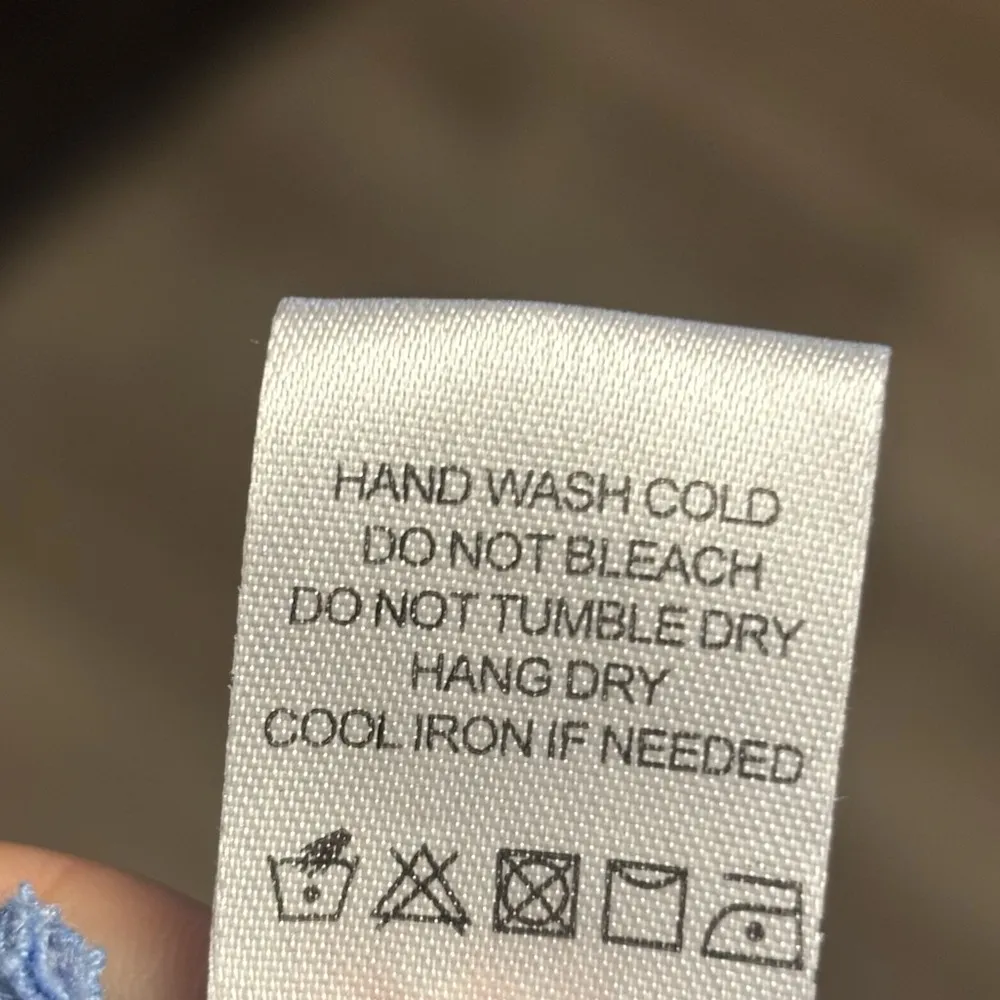 HAND WASH COLD
DO NOT BLEACH
DO NOT TUMBLE DRY
HANG DRY
COOL IRON IF NEEDED